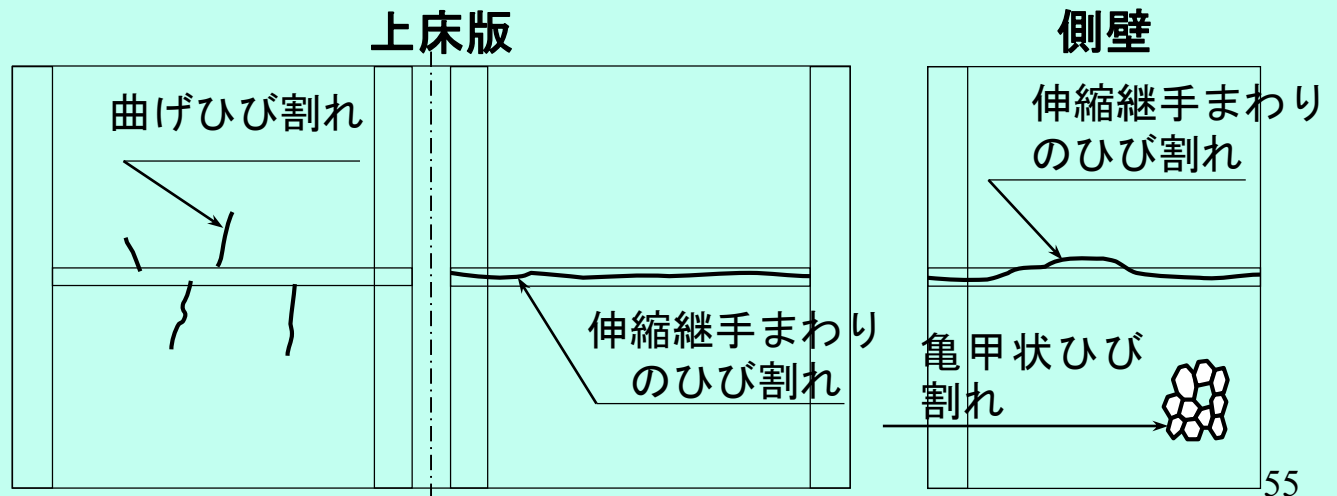 上床版
側壁
曲げひび割れ
伸縮継手まわり
のひび割れ
伸縮継手まわり
のひび割れ
亀甲状ひび
割れ
55